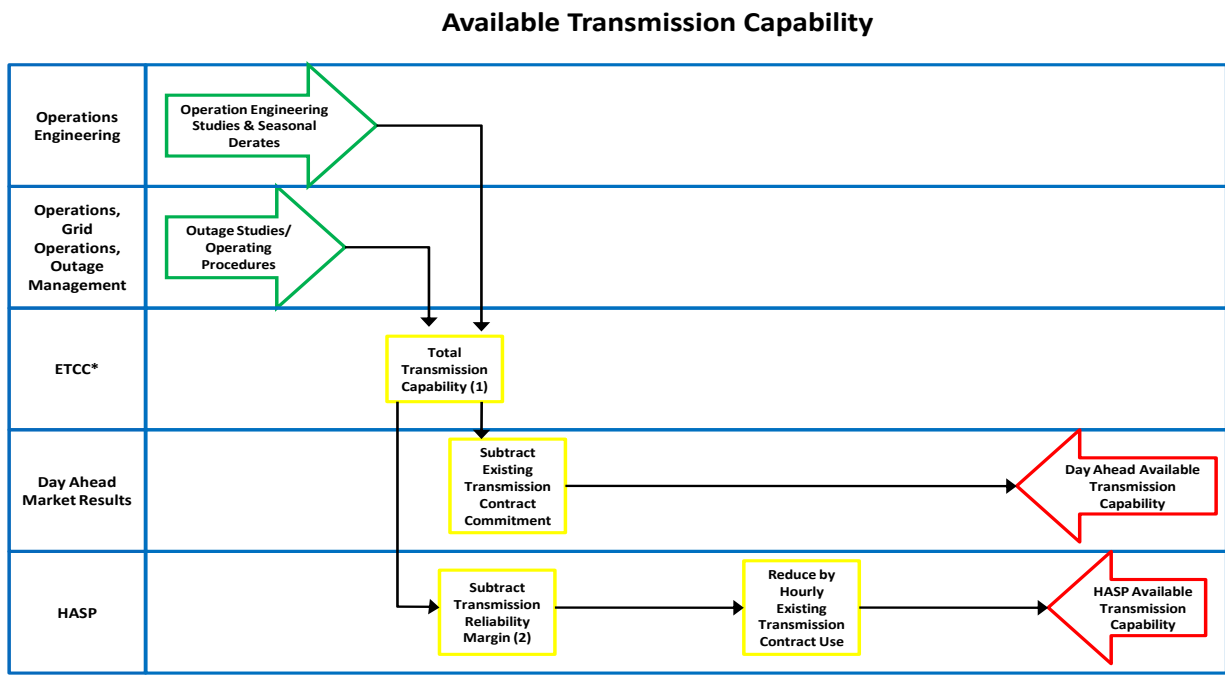 Available Transmission Capability
Operations
Engineering
Operation Engineering
Studies & Seasonal
Derates
Operations,
Grid
Operations,
Outage
Management
Outage Studies/
Operating
Procedures
ETCC*
Total
Transmission
Capability (1)
Day Ahead
Market Results
Subtract
Existing
Transmission
Contract
Commitment
Day Ahead Available
Transmission
Capability
HASP
Subtract
Transmission
Reliability
Margin (2)
Reduce by
Hourly
Existing
Transmission
Contract Use
HASP Available
Transmission
Capability